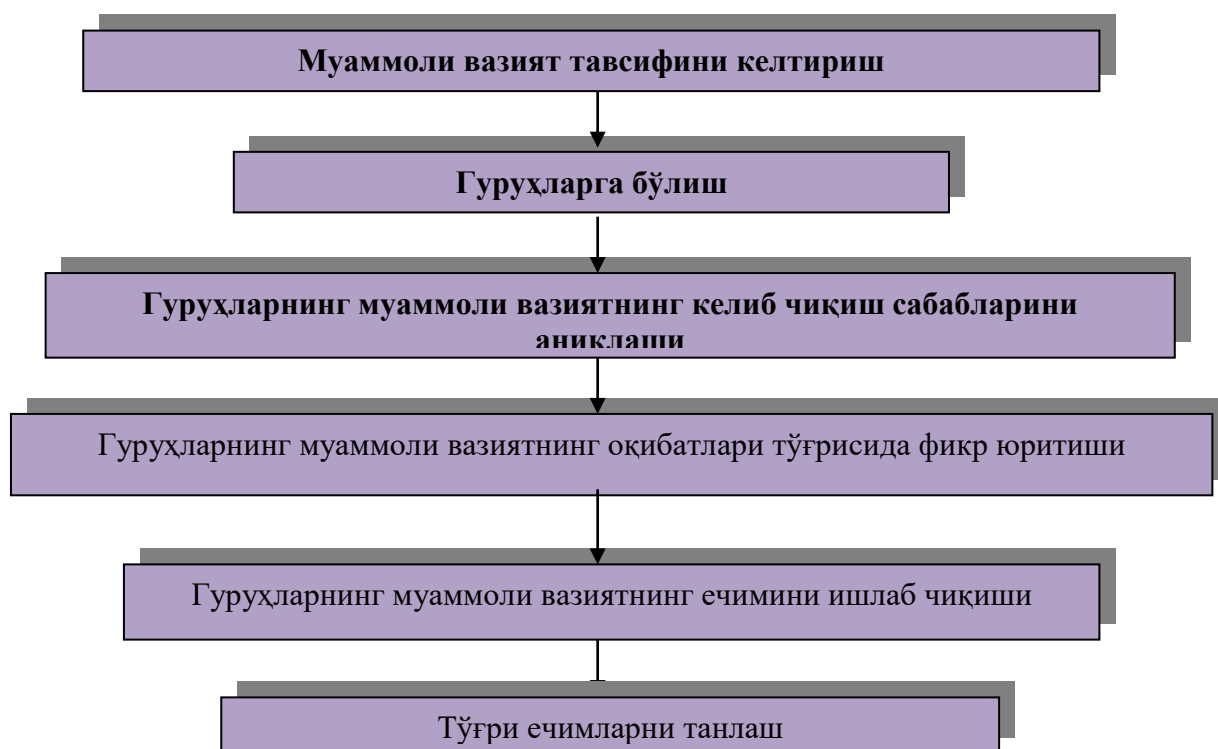 Муаммоли вазият тавсифини келтириш
Гуруҳларга бўлиш
Гуруҳларнинг муаммоли вазиятнинг келиб чиқиш сабабларини
аниқлаши
Гуруҳларнинг муаммоли вазиятнинг оқибатлари тўғрисида фикр юритиши
Гуруҳларнинг муаммоли вазиятнинг ечимини ишлаб чиқиши
Тўғри ечимларни танлаш